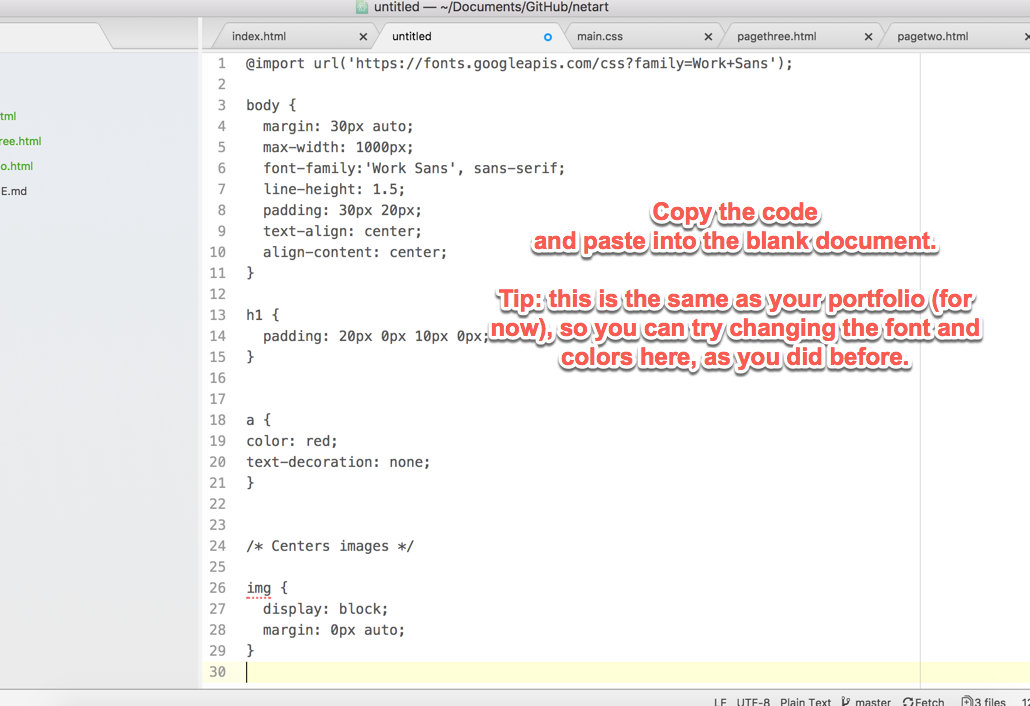 untitled — ~/Documents/GitHub/netart
index.html
untitled
main.css
pagethree.html
pagetwo.html
tml
ree.html
o.html
E.md
1 @import url('https://fonts.googleapis.com/css?family=Work+Sans');
2
3 body {
4 margin: 30px auto;
5 max-width: 1000px;
6 font-family:'Work Sans', sans-serif;
7 line-height: 1.5;
8 padding: 30px 20px;
9 text-align: center;
10 align-content: center;
11 }
12
13 h1 {
14 padding: 20px 0px 10px 0px;
15 }
16
17
18 a {
19 color: red;
20 text-decoration: none;
21 }
22
23
24 /* Centers images */
25
26 img {
27 display: block;
28 margin: 0px auto;
29 }
30
Copy the code
and paste into the blank document.
Tip: this is the same as your portfolio (for
now), so you can try changing the font and
colors here, as you did before.
LF UTF-8 Plain Text master Fetch 3 files